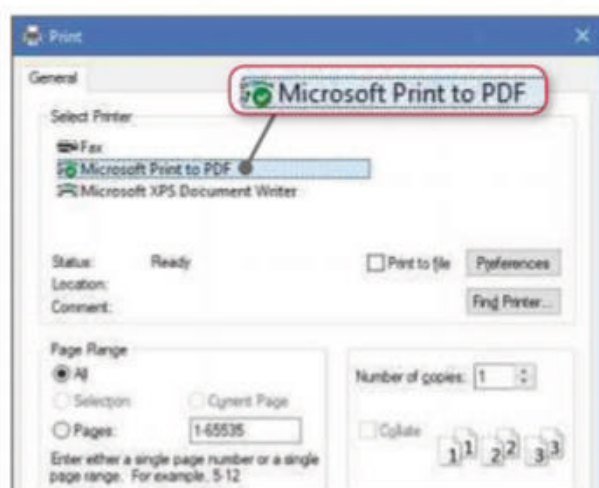 Print
General
Microsoft Print to PDF
Select Printer
Fax
Microsoft Print to PDF
Microsoft XPS Document Writer
Status: Ready
Print to file
Preferences
Location:
Comment:
Find Printer...
Page Range
All
Selection
Current Page
Pages: 1-65535
Enter either a single page number or a single
page range. For example, 5-12
Number of copies: 1
Collate
1 1 2 2 3 3